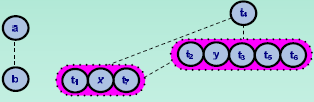 a
t₄
t₂ y t₃ t₅ t₆
b
t₁ x t₇